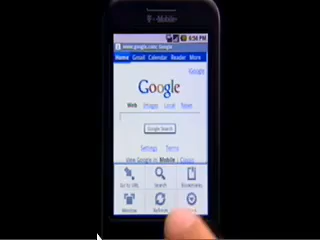 T-Mobile
6:58 PM
www.google.com: Google
Home Gmail Calendar Reader More
Google
Google
Web Images Local News
Google Search
Settings Terms
View Google in: Mobile | Classic
Go to URL Search Bookmarks
Window Refresh